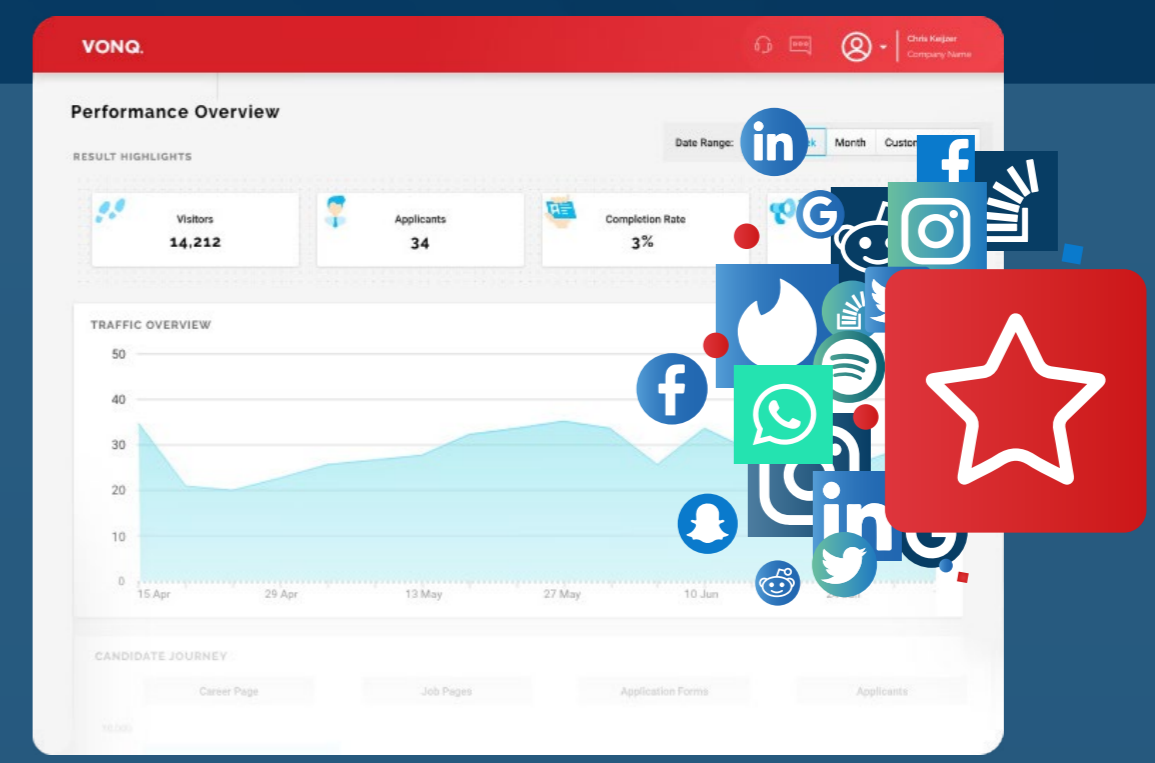 VONQ.
Chris Keijzer
Company Name
Performance Overview
RESULT HIGHLIGHTS
Date Range:
Month
Visitors
14,212
Applicants
34
Completion Rate
3%
TRAFFIC OVERVIEW
50
40
30
20
10
0
15 Apr
29 Apr
13 May
27 May
10 Jun
CANDIDATE JOURNEY
Career Page
Job Pages
Application Forms
Applicants
10,000